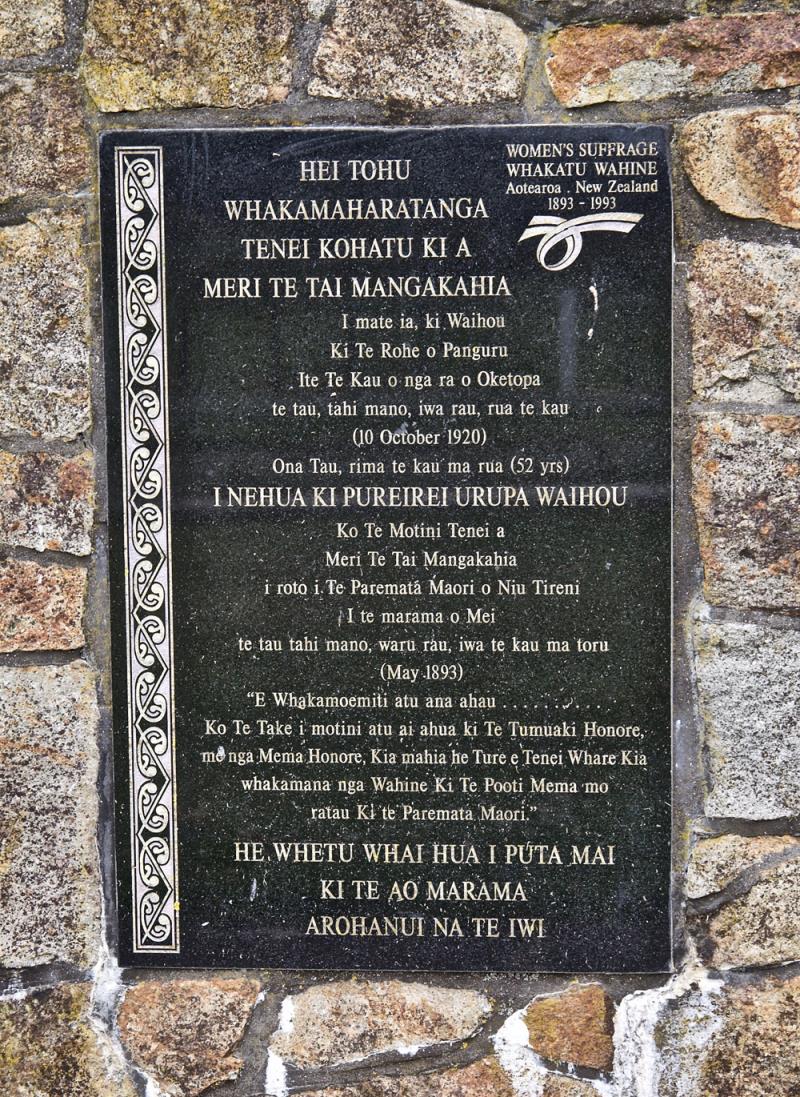 WOMEN'S SUFFRAGE
WHAKATU WAHINE
Aotearoa . New Zealand
1893 - 1993
HEI TOHU
WHAKAMAHARATANGA
TENEI KOHATU KI A
MERI TE TAI MANGAKAHIA
I mate ia, ki Waihou
Ki Te Rohe o Panguru
Ite Te Kau o nga ra o Oketopa
te tau, tahi mano, iwa rau, rua te kau
(10 October 1920)
Ona Tau, rima te kau ma rua (52 yrs)
I NEHUA KI PUREIREI URUPA WAIHOU
Ko Te Motini Tenei a
Meri Te Tai Mangakahia
i roto i Te Paremata Maori o Niu Tireni
I te marama o Mei
te tau tahi mano, waru rau, iwa te kau ma toru
(May 1893)
"E Whakamoemiti atu ana ahau . . . . . . . . . .
Ko Te Take i motini atu ai ahua ki Te Tumuaki Honore,
me nga Mema Honore, Kia mahia he Ture e Tenei Whare Kia
whakamana nga Wahine Ki Te Pooti Mema mo
ratau Ki te Paremata Maori."
HE WHETU WHAI HUA I PUTA MAI
KI TE AO MARAMA
AROHANUI NA TE IWI